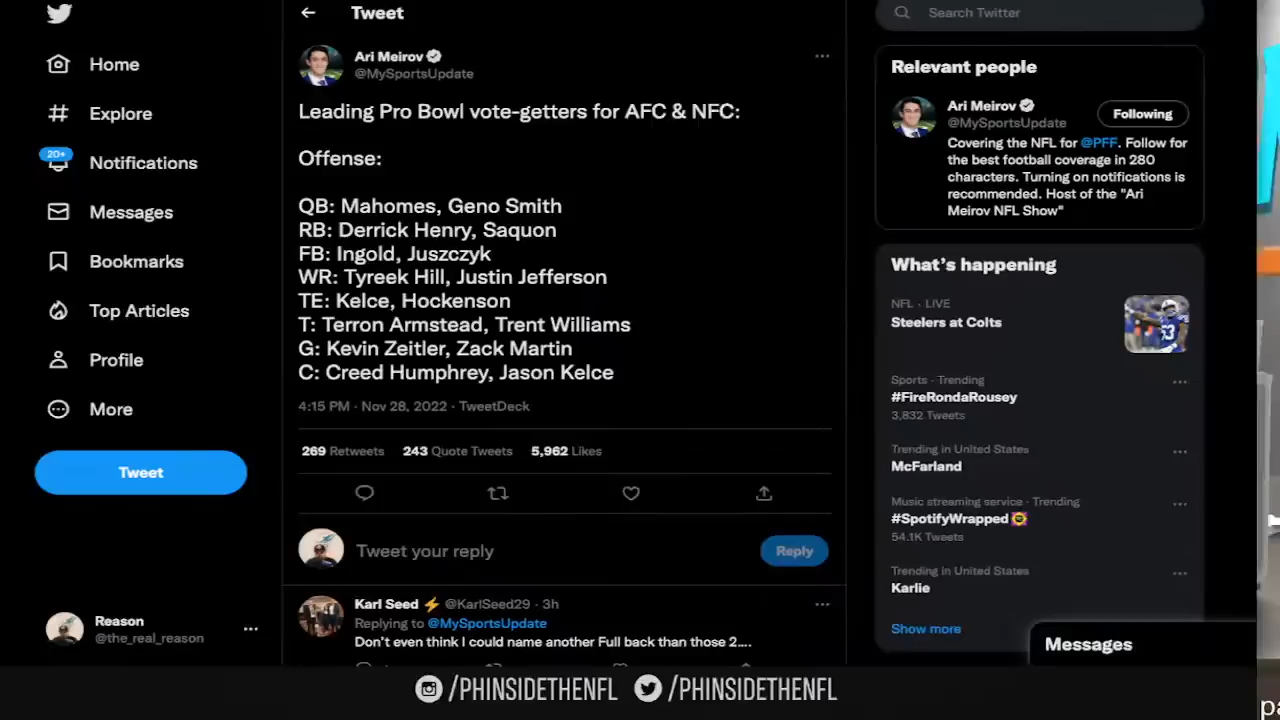 Home
Explore
20+
Notifications
Messages
Bookmarks
Top Articles
Profile
More
Tweet
Reason
@the_real_reason
Tweet
Ari Meirov
@MySportsUpdate
Leading Pro Bowl vote-getters for AFC & NFC:
Offense:
QB: Mahomes, Geno Smith
RB: Derrick Henry, Saquon
FB: Ingold, Juszczyk
WR: Tyreek Hill, Justin Jefferson
TE: Kelce, Hockenson
T: Terron Armstead, Trent Williams
G: Kevin Zeitler, Zack Martin
C: Creed Humphrey, Jason Kelce
4:15 PM · Nov 28, 2022 · TweetDeck
269 Retweets 243 Quote Tweets 5,962 Likes
Tweet your reply
Reply
Karl Seed ⚡ @KarlSeed29 · 3h
Replying to @MySportsUpdate
Don't even think I could name another Full back than those 2....
Search Twitter
Relevant people
Ari Meirov
@MySportsUpdate
Following
Covering the NFL for @PFF. Follow for
the best football coverage in 280
characters. Turning on notifications is
recommended. Host of the "Ari
Meirov NFL Show"
What's happening
NFL · LIVE
Steelers at Colts
Sports · Trending
#FireRondaRousey
3,832 Tweets
Trending in United States
McFarland
Music streaming service · Trending
#SpotifyWrapped
54.1K Tweets
Trending in United States
Karlie
Show more
Messages
/PHINSIDETHENFL /PHINSIDETHENFL